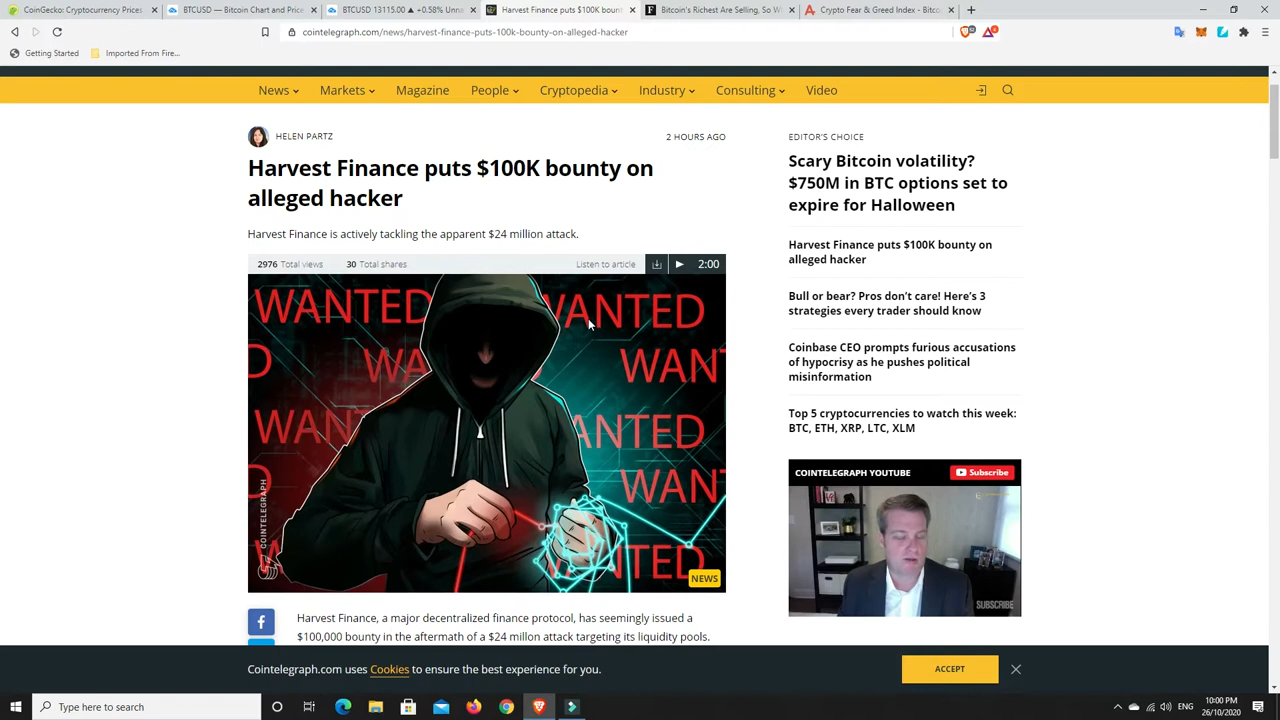 CoinGecko: Cryptocurrency Prices
BTCUSD — Bitcoin Chart and Price
BTCUSD 13115.00 ▲ +0.58% Unna
Harvest Finance puts $100K bount
Bitcoin's Richest Are Selling, So W
Crypto Fear & Greed Index - Bitco
cointelegraph.com/news/harvest-finance-puts-100k-bounty-on-alleged-hacker
Getting Started
Imported From Fire...
News
Markets
Magazine
People
Cryptopedia
Industry
Consulting
Video
HELEN PARTZ
2 HOURS AGO
Harvest Finance puts $100K bounty on
alleged hacker
Harvest Finance is actively tackling the apparent $24 million attack.
2976 Total views
30 Total shares
Listen to article
2:00
WANTED
WANTED
D
WA
WANT
WANTED
ANTED
D
WANT
WANTED
COINTELEGRAPH
NEWS
Harvest Finance, a major decentralized finance protocol, has seemingly issued a
$100,000 bounty in the aftermath of a $24 millon attack targeting its liquidity pools.
EDITOR'S CHOICE
Scary Bitcoin volatility?
$750M in BTC options set to
expire for Halloween
Harvest Finance puts $100K bounty on
alleged hacker
Bull or bear? Pros don't care! Here's 3
strategies every trader should know
Coinbase CEO prompts furious accusations
of hypocrisy as he pushes political
misinformation
Top 5 cryptocurrencies to watch this week:
BTC, ETH, XRP, LTC, XLM
COINTELEGRAPH YOUTUBE
Subscribe
SUBSCRIBE
Cointelegraph.com uses Cookies to ensure the best experience for you.
ACCEPT
Type here to search
ENG
10:00 PM
26/10/2020